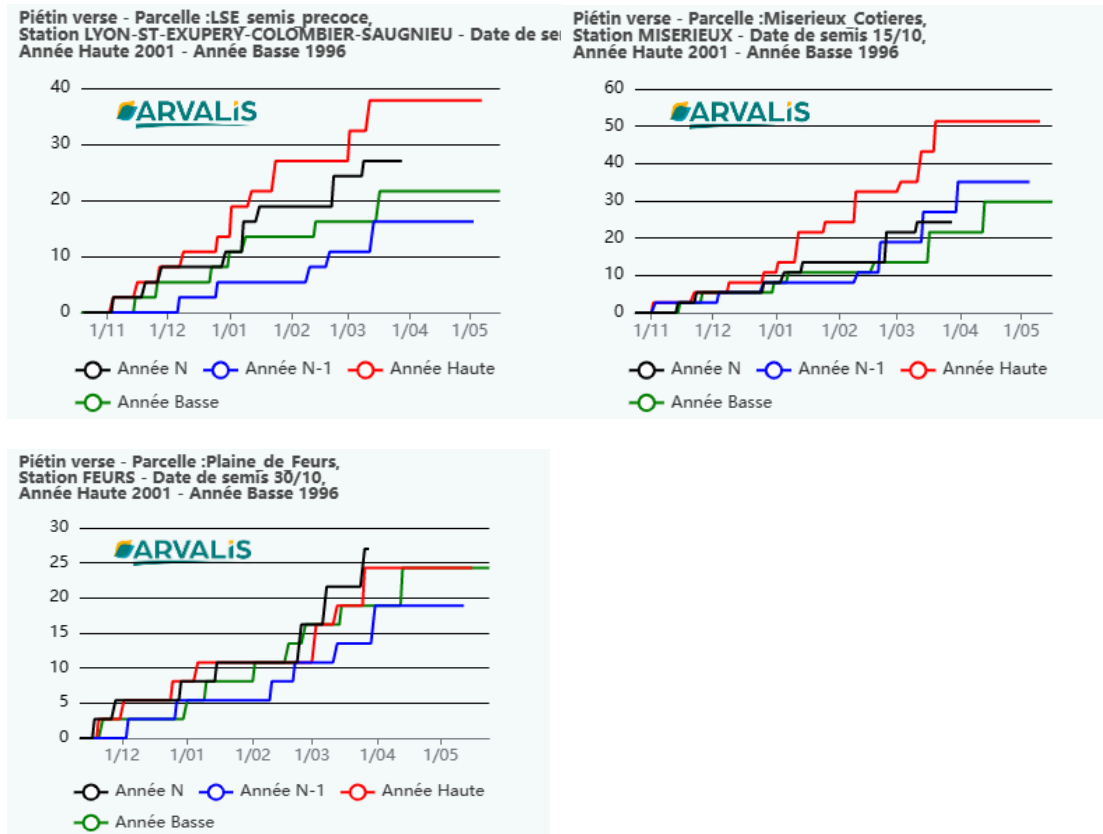 Piétin verse - Parcelle :LSE_semis_precoce,
Station LYON-ST-EXUPERY-COLOMBIER-SAUGNIEU - Date de se
Année Haute 2001 - Année Basse 1996
40
30
20
10
0
ARVALIS
1/11 1/12 1/01 1/02 1/03 1/04 1/05
Année N Année N-1 Année Haute
Année Basse
Piétin verse - Parcelle :Miserieux_Cotieres,
Station MISERIEUX - Date de semis 15/10,
Année Haute 2001 - Année Basse 1996
60
50
40
30
20
10
0
ARVALIS
1/11 1/12 1/01 1/02 1/03 1/04 1/05
Année N Année N-1 Année Haute
Année Basse
Piétin verse - Parcelle :Plaine_de_Feurs,
Station FEURS - Date de semis 30/10,
Année Haute 2001 - Année Basse 1996
30
25
20
15
10
5
0
ARVALIS
1/12 1/01 1/02 1/03 1/04 1/05
Année N Année N-1 Année Haute
Année Basse